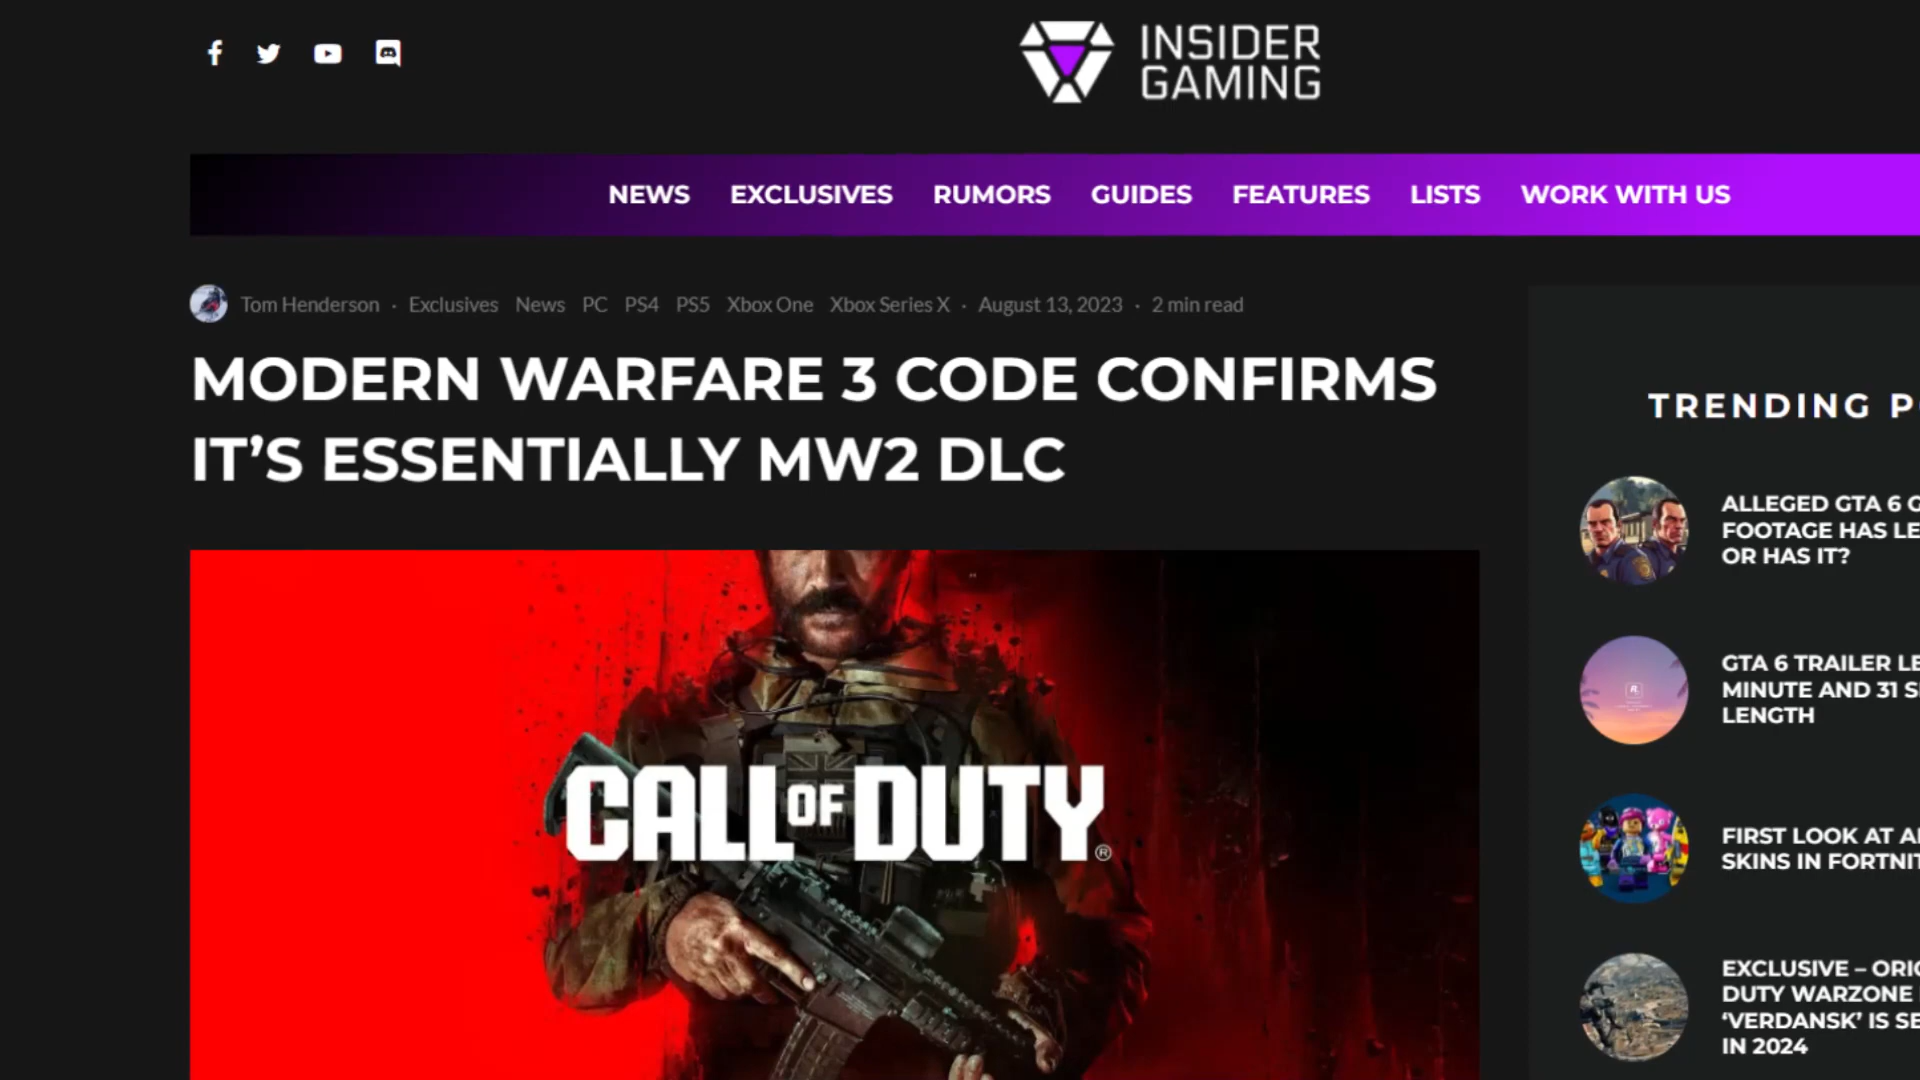 INSIDER
GAMING
NEWS EXCLUSIVES RUMORS GUIDES FEATURES LISTS WORK WITH US
Tom Henderson · Exclusives News PC PS4 PS5 Xbox One Xbox Series X · August 13, 2023 · 2 min read
MODERN WARFARE 3 CODE CONFIRMS
IT’S ESSENTIALLY MW2 DLC
CALL OF DUTY®
TRENDING
ALLEGED GTA 6
FOOTAGE HAS
OR HAS IT?
GTA 6 TRAILER
MINUTE AND 31
LENGTH
FIRST LOOK AT
SKINS IN
EXCLUSIVE –
DUTY WARZONE
‘VERDANSK’ IS
IN 2024